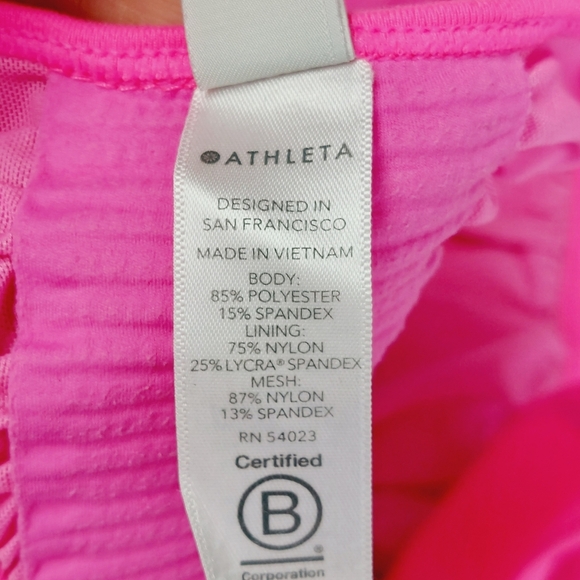 ATHLETA
DESIGNED IN
SAN FRANCISCO
MADE IN VIETNAM
BODY:
85% POLYESTER
15% SPANDEX
LINING:
75% NYLON
25% LYCRA® SPANDEX
MESH:
87% NYLON
13% SPANDEX
RN 54023
Certified
B
®
Corporation